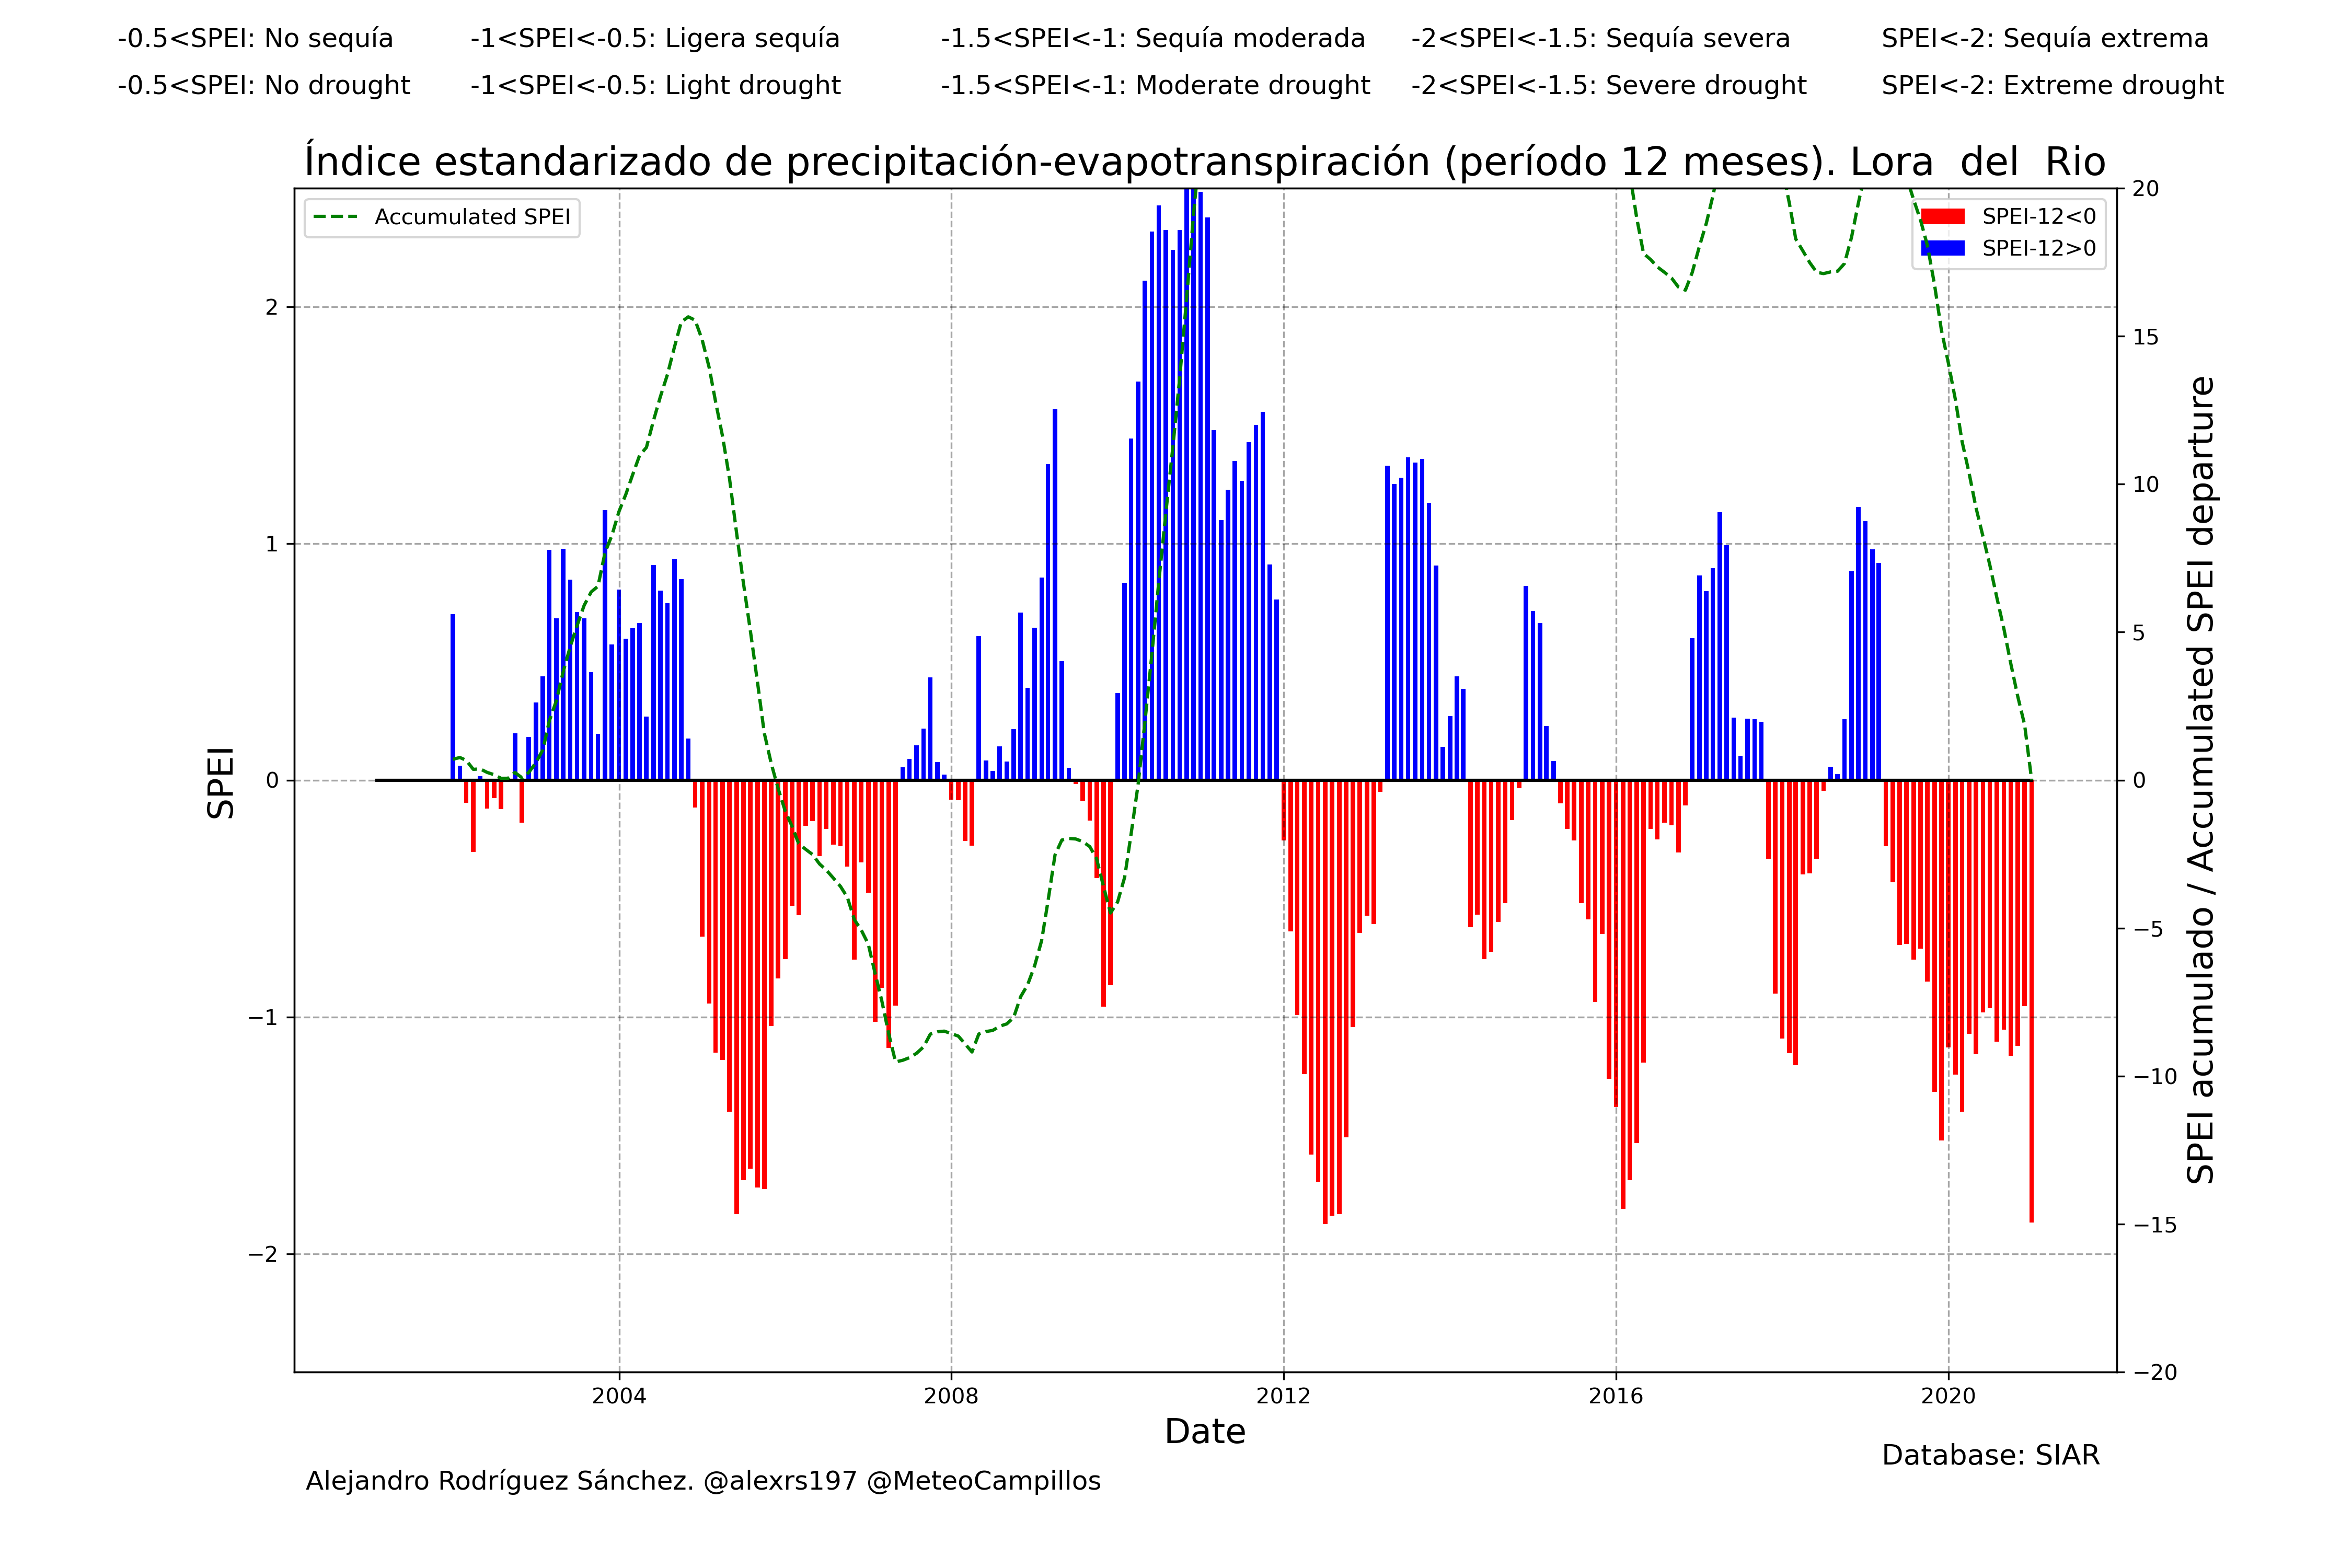 -0.5<SPEI: No sequía -1<SPEI<-0.5: Ligera sequía -1.5<SPEI<-1: Sequía moderada -2<SPEI<-1.5: Sequía severa SPEI<-2: Sequía extrema
-0.5<SPEI: No drought -1<SPEI<-0.5: Light drought -1.5<SPEI<-1: Moderate drought -2<SPEI<-1.5: Severe drought SPEI<-2: Extreme drought
Índice estandarizado de precipitación-evapotranspiración (período 12 meses). Lora  del  Rio
Accumulated SPEI
SPEI-12<0
SPEI-12>0
SPEI
2
1
0
−1
−2
20
15
10
5
0
−5
−10
−15
−20
SPEI acumulado / Accumulated SPEI departure
2004 2008 2012 2016 2020
Date
Database: SIAR
Alejandro Rodríguez Sánchez. @alexrs197 @MeteoCampillos